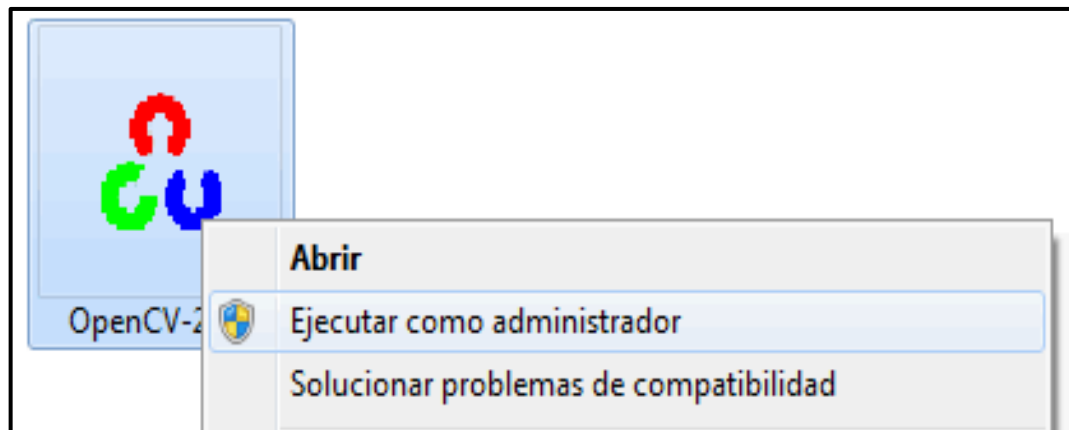 Abrir
OpenCV-2
Ejecutar como administrador
Solucionar problemas de compatibilidad